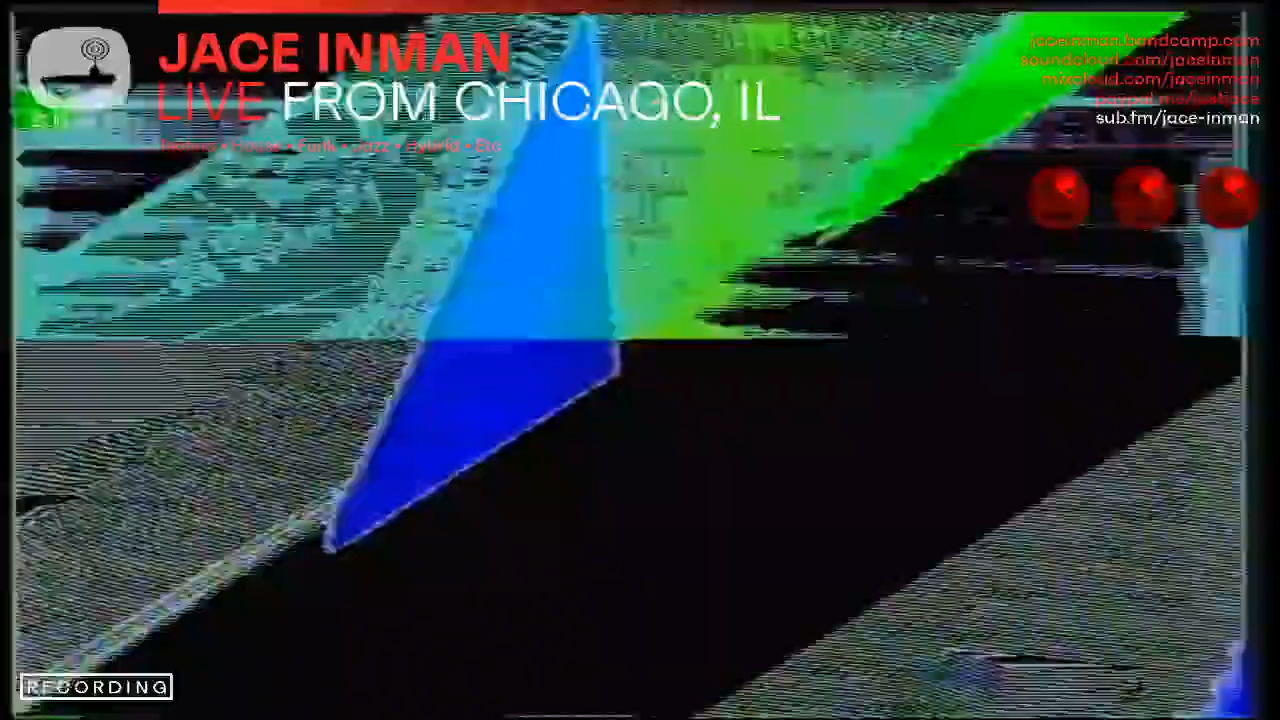 JACE INMAN
LIVE FROM CHICAGO, IL
Techno • House • Funk • Jazz • Hybrid • Etc
jaceinman.bandcamp.com
soundcloud.com/jaceinman
mixcloud.com/jaceinman
paypal.me/justjace
sub.fm/jace-inman
RECORDING